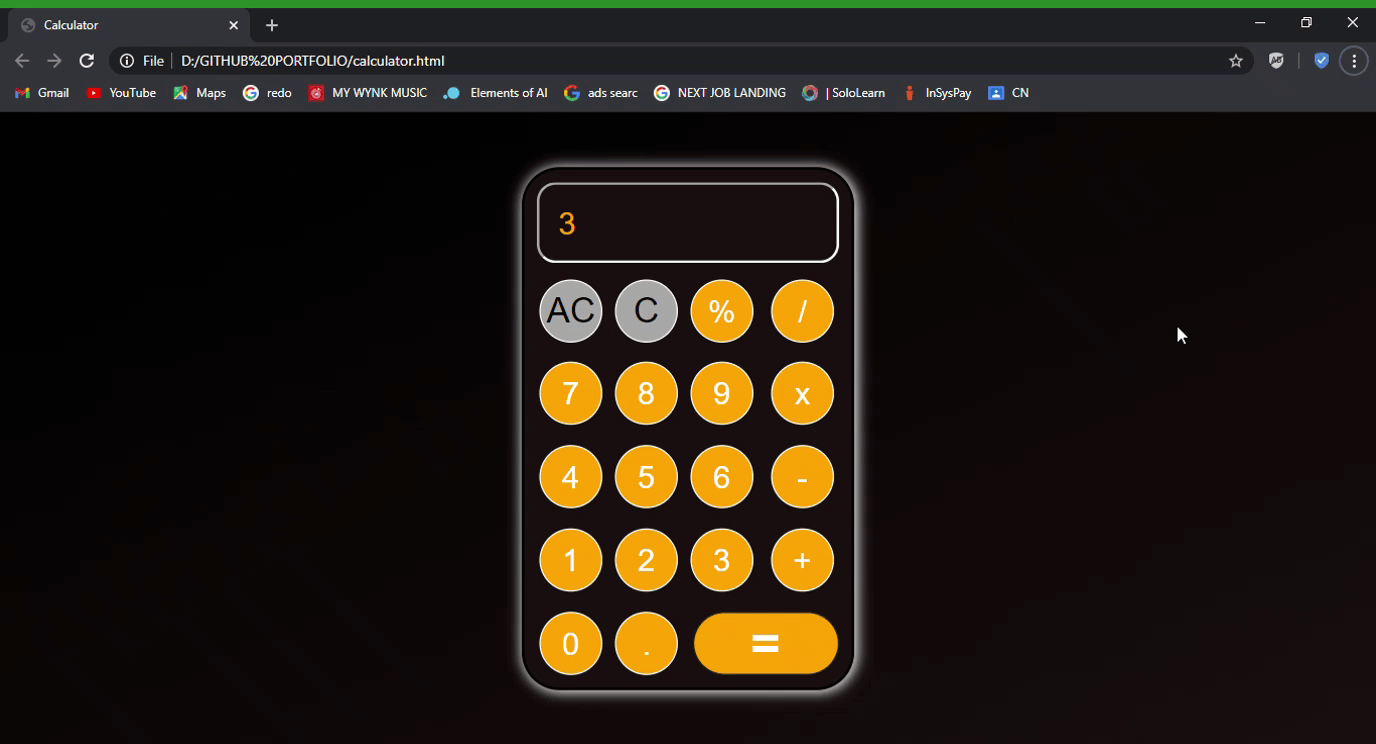 Calculator
File D:/GITHUB%20PORTFOLIO/calculator.html
Gmail YouTube Maps redo MY WYNK MUSIC Elements of AI ads searc NEXT JOB LANDING | SoloLearn InSysPay CN
3
AC C % /
7 8 9 x
4 5 6 -
1 2 3 +
0 . =